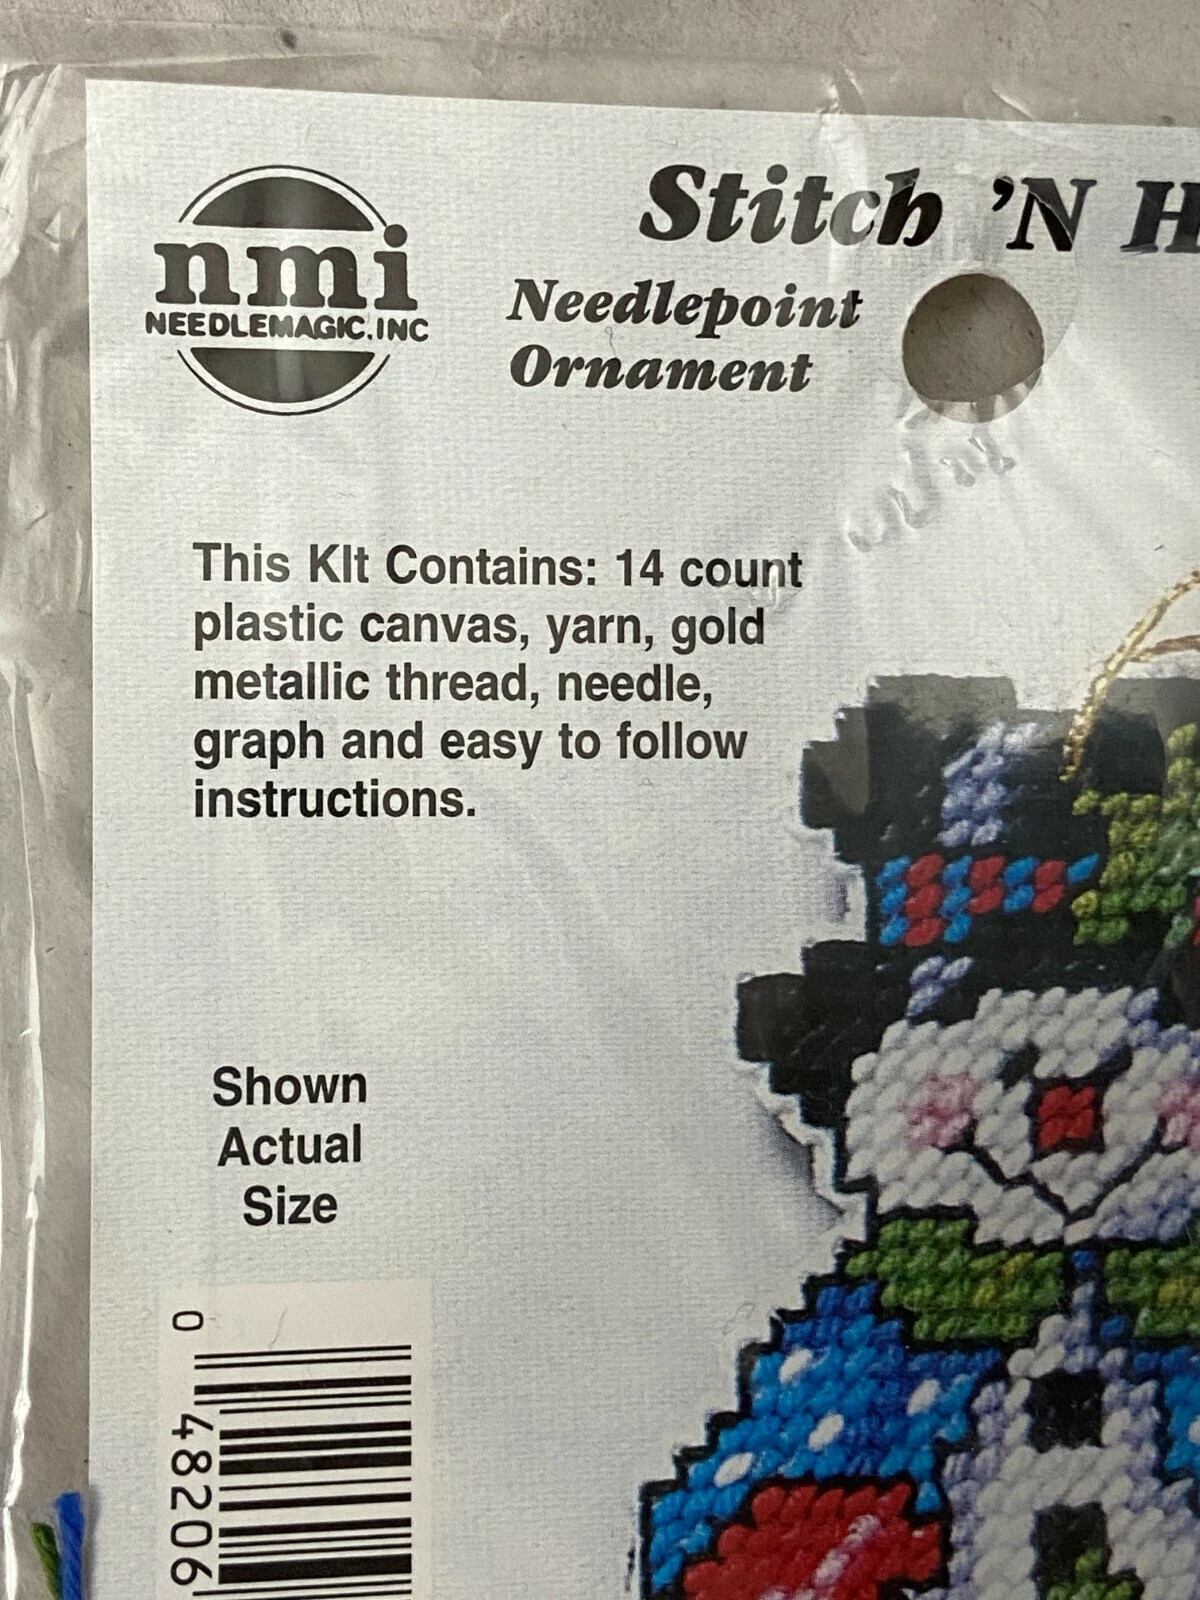 nmi
NEEDLEMAGIC.INC
Stitch 'N H
Needlepoint
Ornament
This KIt Contains: 14 count
plastic canvas, yarn, gold
metallic thread, needle,
graph and easy to follow
instructions.
Shown
Actual
Size
0 48206